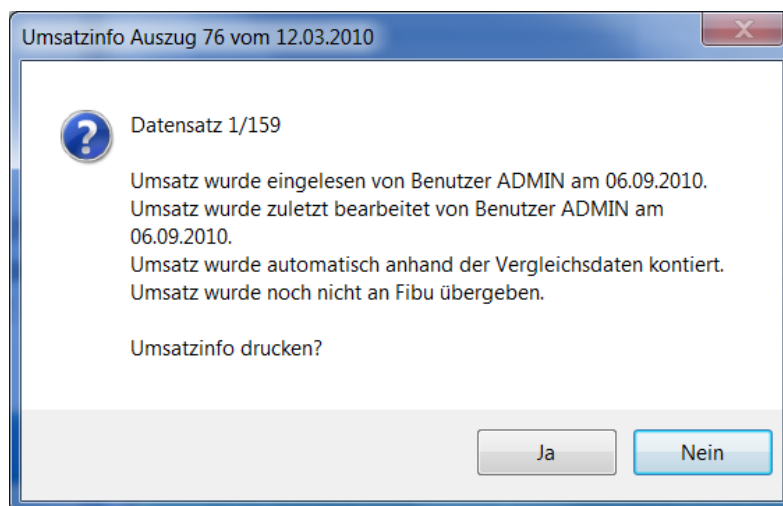 Umsatzinfo Auszug 76 vom 12.03.2010
Datensatz 1/159
Umsatz wurde eingelesen von Benutzer ADMIN am 06.09.2010.
Umsatz wurde zuletzt bearbeitet von Benutzer ADMIN am
06.09.2010.
Umsatz wurde automatisch anhand der Vergleichsdaten kontiert.
Umsatz wurde noch nicht an Fibu übergeben.
Umsatzinfo drucken?
Ja
Nein